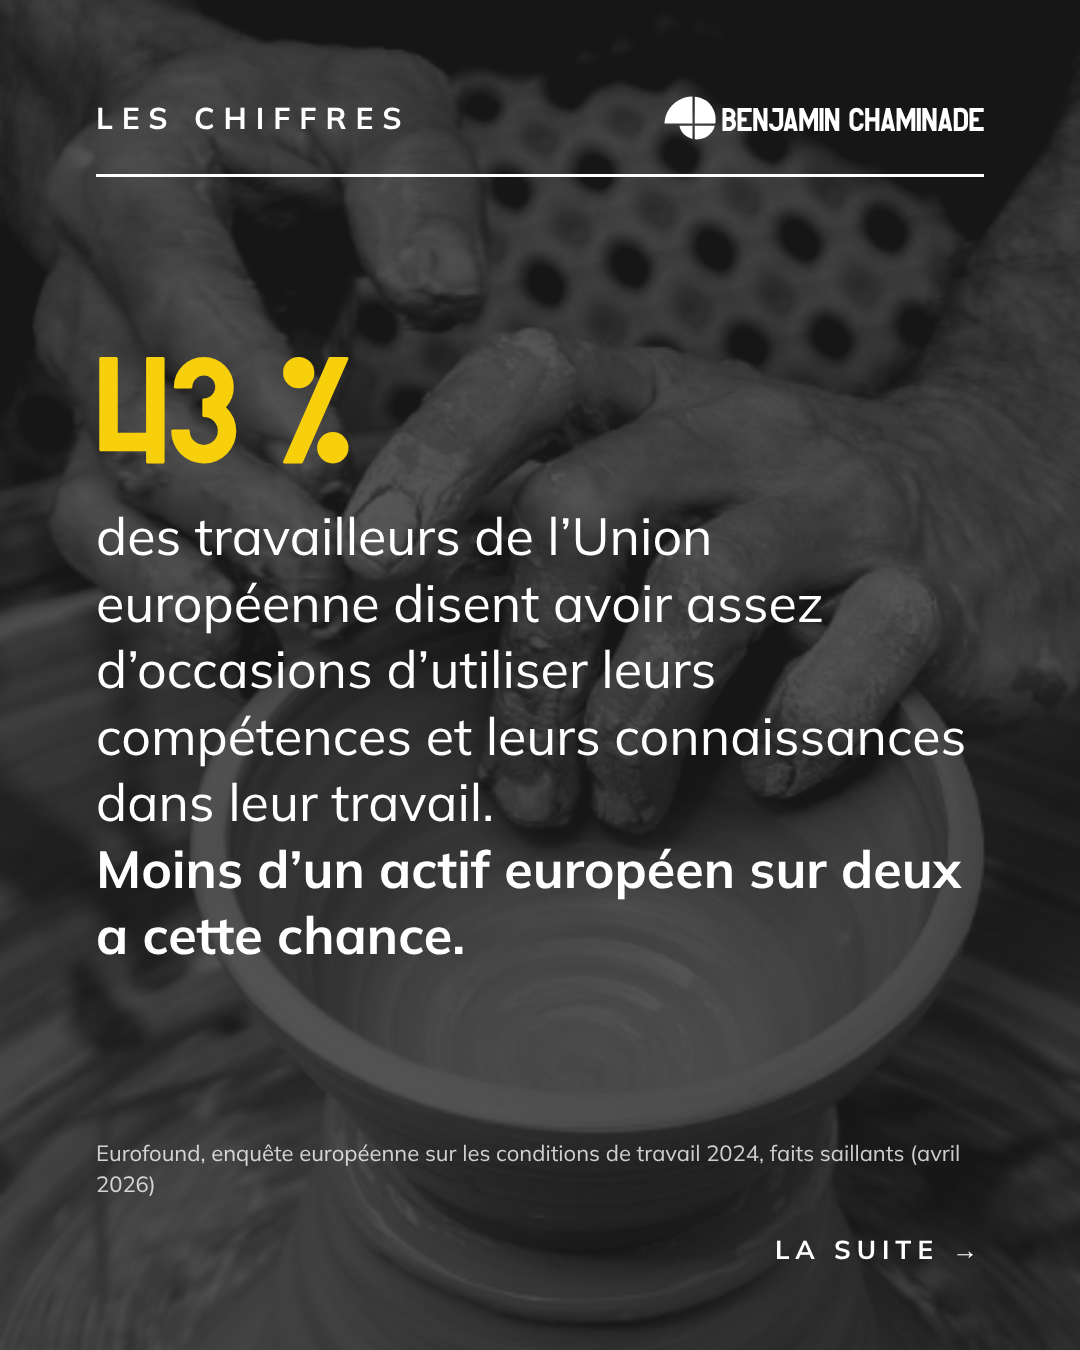 LES CHIFFRES
BENJAMIN CHAMINADE
43 %
des travailleurs de l’Union
européenne disent avoir assez
d’occasions d’utiliser leurs
compétences et leurs connaissances
dans leur travail.
Moins d’un actif européen sur deux
a cette chance.
Eurofound, enquête européenne sur les conditions de travail 2024, faits saillants (avril
2026)
LA SUITE →